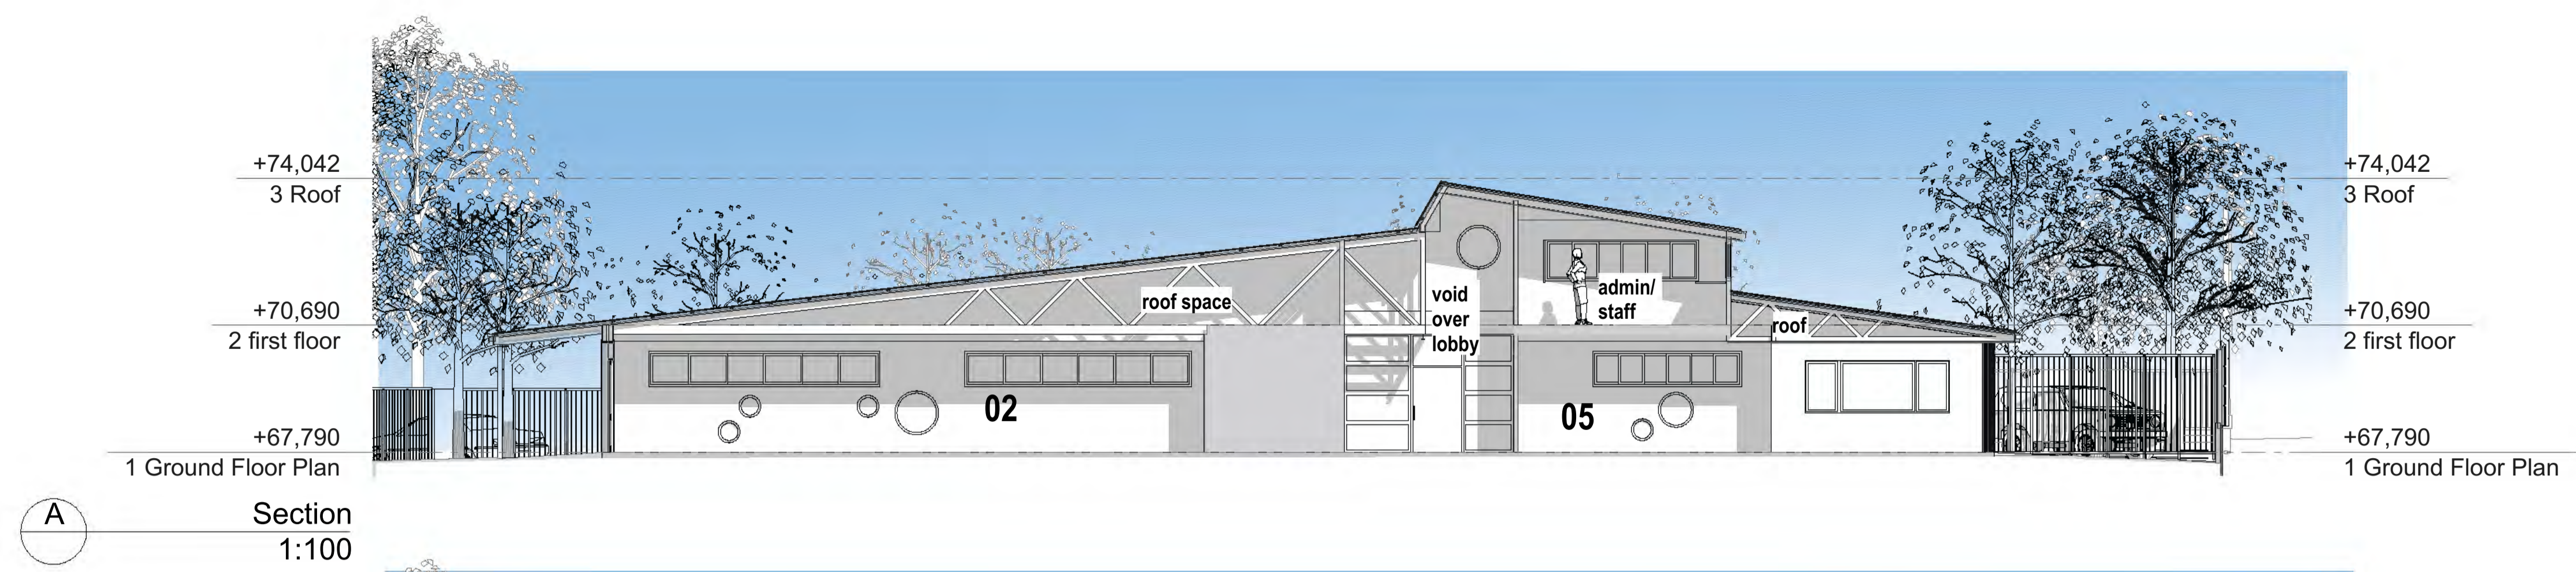 +74,042
3 Roof
+74,042
3 Roof
roof space
void
over
lobby
admin/
staff
roof
+70,690
2 first floor
+70,690
2 first floor
02
05
+67,790
1 Ground Floor Plan
+67,790
1 Ground Floor Plan
A
Section
1:100